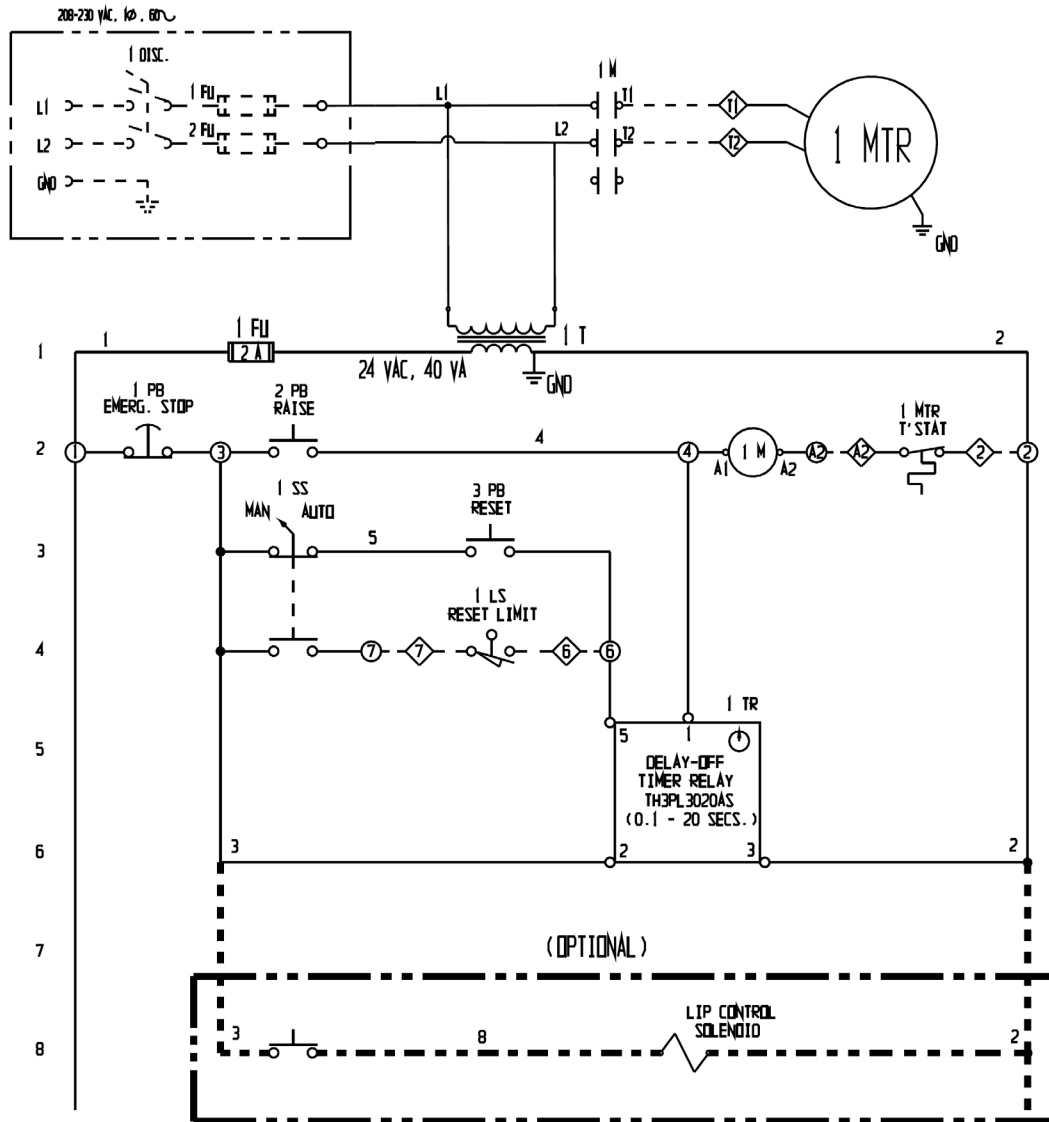 208-230 VAC, 1Ø, 60∿
1 DISC.
L1
1 FU
L2
2 FU
GND
L1
L2
1 M
T1
T2
T1
T2
1 MTR
GND
1
1
1 FU
2 A
24 VAC, 40 VA
1 T
GND
2
2
1
1 PB
EMERG. STOP
3
2 PB
RAISE
4
4
A1
1 M
A2
A2
A2
1 MTR
T'STAT
2
2
3
1 SS
MAN AUTO
5
3 PB
RESET
4
7
7
1 LS
RESET LIMIT
6
6
5
1 TR
5
1
DELAY-OFF
TIMER RELAY
TH3PL3020AS
(0.1 - 20 SECS.)
2
3
6
3
2
7
(OPTIONAL)
8
3
8
LIP CONTROL
SOLENOID
2